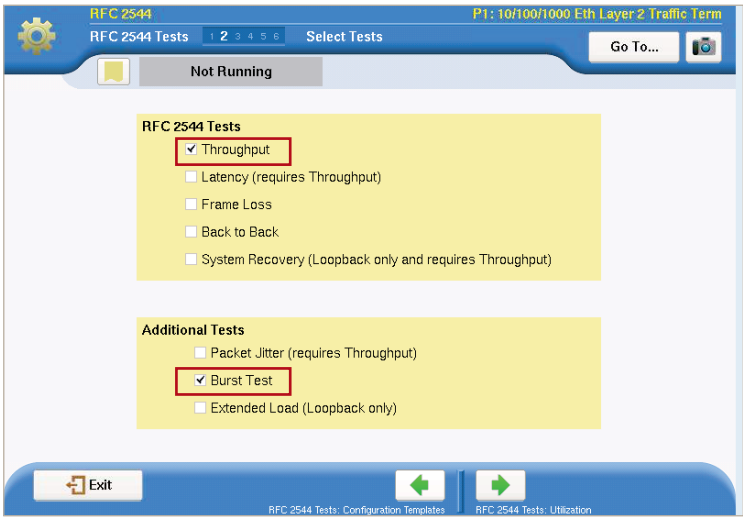 RFC 2544
P1: 10/100/1000 Eth Layer 2 Traffic Term
RFC 2544 Tests 1 2 3 4 5 6 Select Tests
Go To...
Not Running
RFC 2544 Tests
Throughput
Latency (requires Throughput)
Frame Loss
Back to Back
System Recovery (Loopback only and requires Throughput)
Additional Tests
Packet Jitter (requires Throughput)
Burst Test
Extended Load (Loopback only)
Exit
RFC 2544 Tests: Configuration Templates
RFC 2544 Tests: Utilization